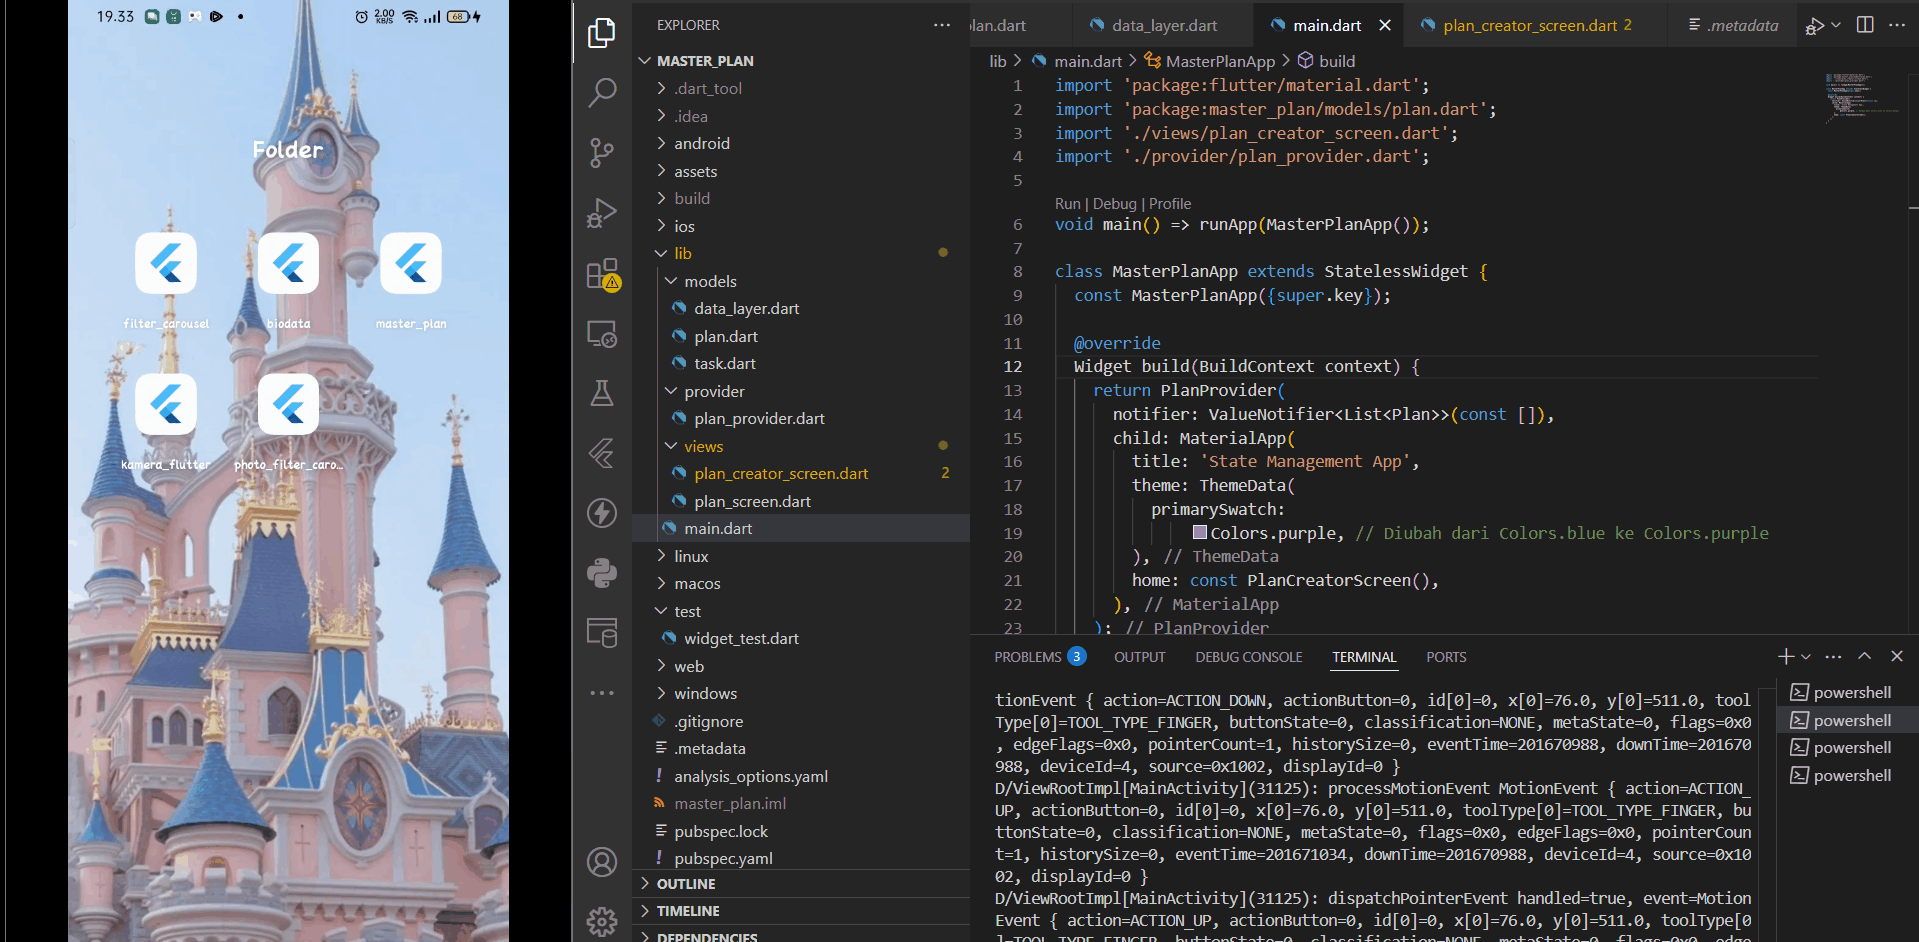 19.33
2.00
KB/S
68
Folder
filter_carousel
biodata
master_plan
kamera_flutter
photo_filter_caro...
EXPLORER
MASTER_PLAN
.dart_tool
.idea
android
assets
build
ios
lib
models
data_layer.dart
plan.dart
task.dart
provider
plan_provider.dart
views
plan_creator_screen.dart 2
plan_screen.dart
main.dart
linux
macos
test
widget_test.dart
web
windows
.gitignore
.metadata
analysis_options.yaml
master_plan.iml
pubspec.lock
pubspec.yaml
OUTLINE
TIMELINE
DEPENDENCIES
lan.dart
data_layer.dart
main.dart
plan_creator_screen.dart 2
.metadata
lib > main.dart > MasterPlanApp > build
1 import 'package:flutter/material.dart';
2 import 'package:master_plan/models/plan.dart';
3 import './views/plan_creator_screen.dart';
4 import './provider/plan_provider.dart';
5
Run | Debug | Profile
6 void main() => runApp(MasterPlanApp());
7
8 class MasterPlanApp extends StatelessWidget {
9 const MasterPlanApp({super.key});
10
11 @override
12 Widget build(BuildContext context) {
13 return PlanProvider(
14 notifier: ValueNotifier<List<Plan>>(const []),
15 child: MaterialApp(
16 title: 'State Management App',
17 theme: ThemeData(
18 primarySwatch:
19 Colors.purple, // Diubah dari Colors.blue ke Colors.purple
20 ), // ThemeData
21 home: const PlanCreatorScreen(),
22 ), // MaterialApp
23 ); // PlanProvider
PROBLEMS 3 OUTPUT DEBUG CONSOLE TERMINAL PORTS
tionEvent { action=ACTION_DOWN, actionButton=0, id[0]=0, x[0]=76.0, y[0]=511.0, tool
Type[0]=TOOL_TYPE_FINGER, buttonState=0, classification=NONE, metaState=0, flags=0x0
, edgeFlags=0x0, pointerCount=1, historySize=0, eventTime=201670988, downTime=201670
988, deviceId=4, source=0x1002, displayId=0 }
D/ViewRootImpl[MainActivity](31125): processMotionEvent MotionEvent { action=ACTION_
UP, actionButton=0, id[0]=0, x[0]=76.0, y[0]=511.0, toolType[0]=TOOL_TYPE_FINGER, bu
ttonState=0, classification=NONE, metaState=0, flags=0x0, edgeFlags=0x0, pointerCoun
t=1, historySize=0, eventTime=201671034, downTime=201670988, deviceId=4, source=0x10
02, displayId=0 }
D/ViewRootImpl[MainActivity](31125): dispatchPointerEvent handled=true, event=Motion
Event { action=ACTION_UP, actionButton=0, id[0]=0, x[0]=76.0, y[0]=511.0, toolType[0
]=TOOL_TYPE_FINGER, buttonState=0, classification=NONE, metaState=0, flags=0x0, edge
powershell
powershell
powershell
powershell